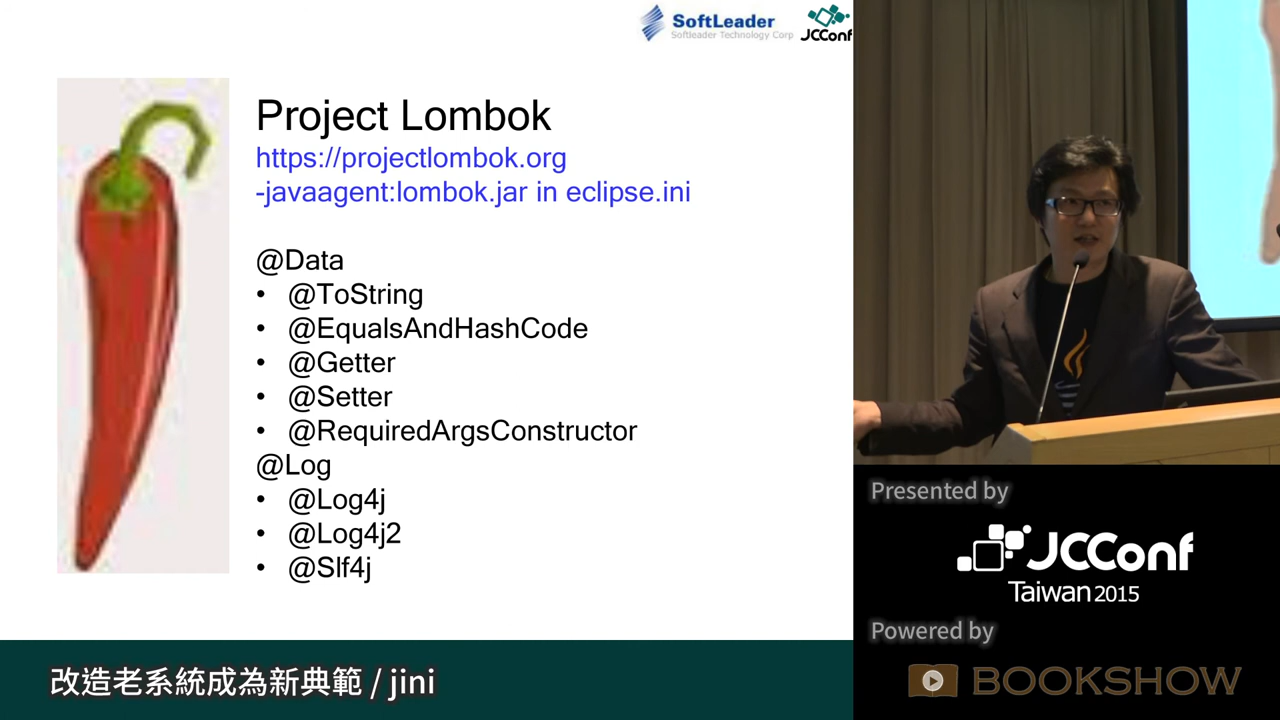 SoftLeader
Softleader Technology Corp
JCConf
Project Lombok
https://projectlombok.org
-javaagent:lombok.jar in eclipse.ini
@Data
• @ToString
• @EqualsAndHashCode
• @Getter
• @Setter
• @RequiredArgsConstructor
@Log
• @Log4j
• @Log4j2
• @Slf4j
Presented by
JCConf
Taiwan 2015
Powered by
BOOKSHOW
改造老系統成為新典範 / jini